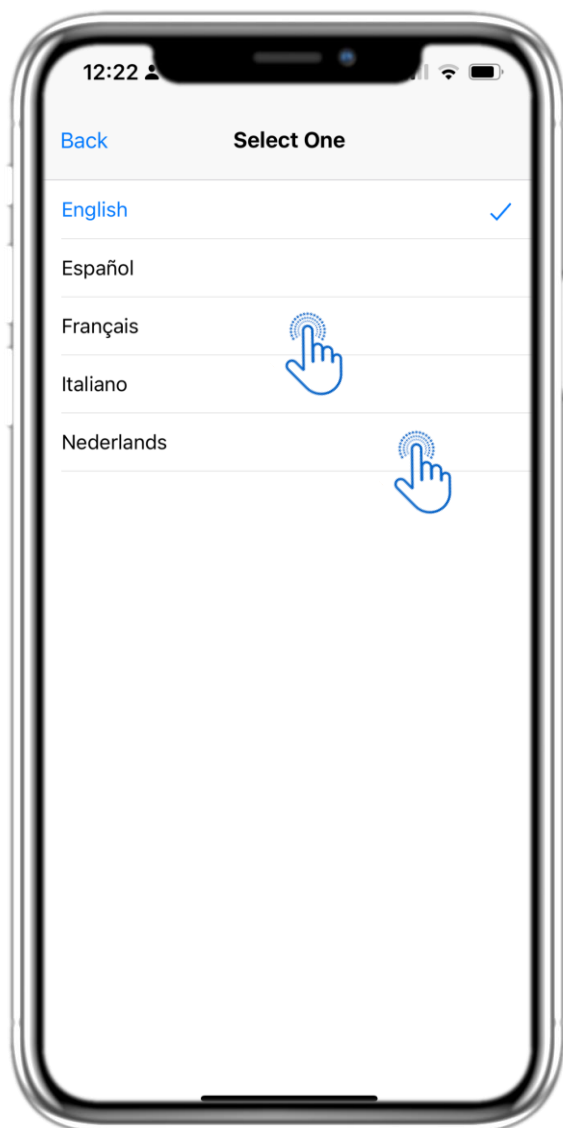 12:22
Back Select One
English
Español
Français
Italiano
Nederlands